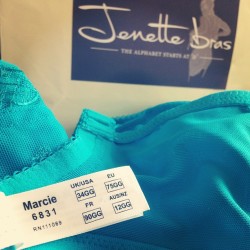 Jenette bras
THE ALPHABET STARTS AT 'D'
Marcie
6831
RN111098
UK/USA
34GG
EU
75GG
FR
90GG
AUS/NZ
12GG